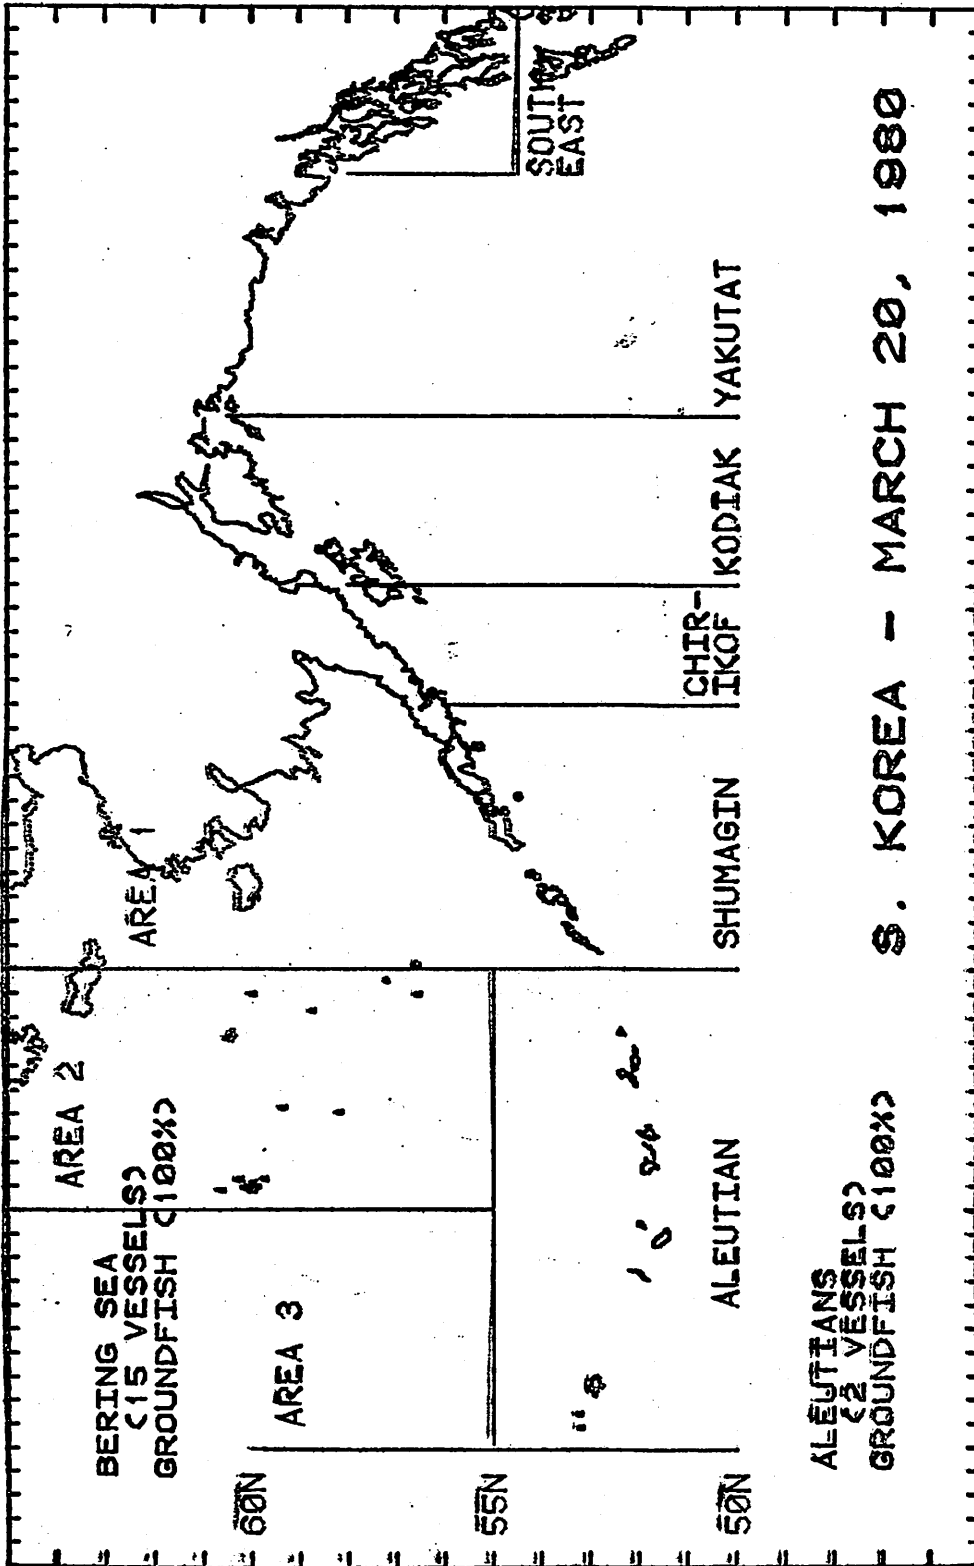 AREA 2
AREA 1
BERING SEA
(15 VESSELS)
GROUNDFISH (100%)
AREA 3
60N
55N
50N
SOUTH
EAST
CHIR-
IKOF
ALEUTIAN
SHUMAGIN
KODIAK
YAKUTAT
ALEUTIANS
(2 VESSELS)
GROUNDFISH (100%)
S. KOREA - MARCH 20, 1980